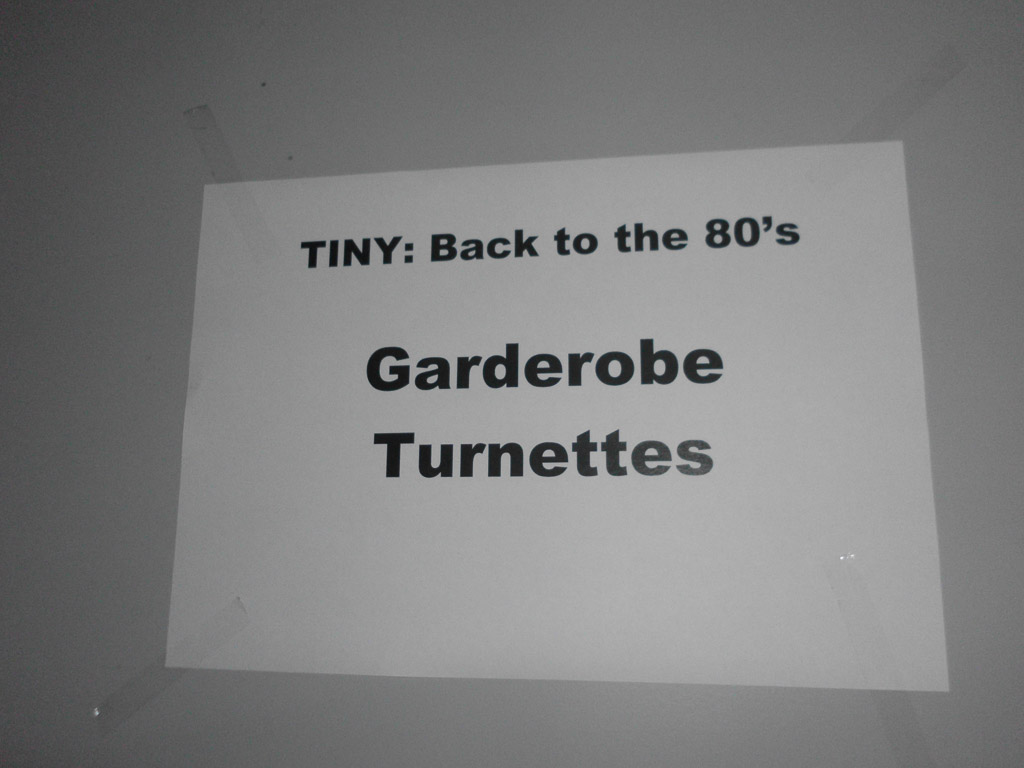 TINY: Back to the 80's
Garderobe
Turnettes